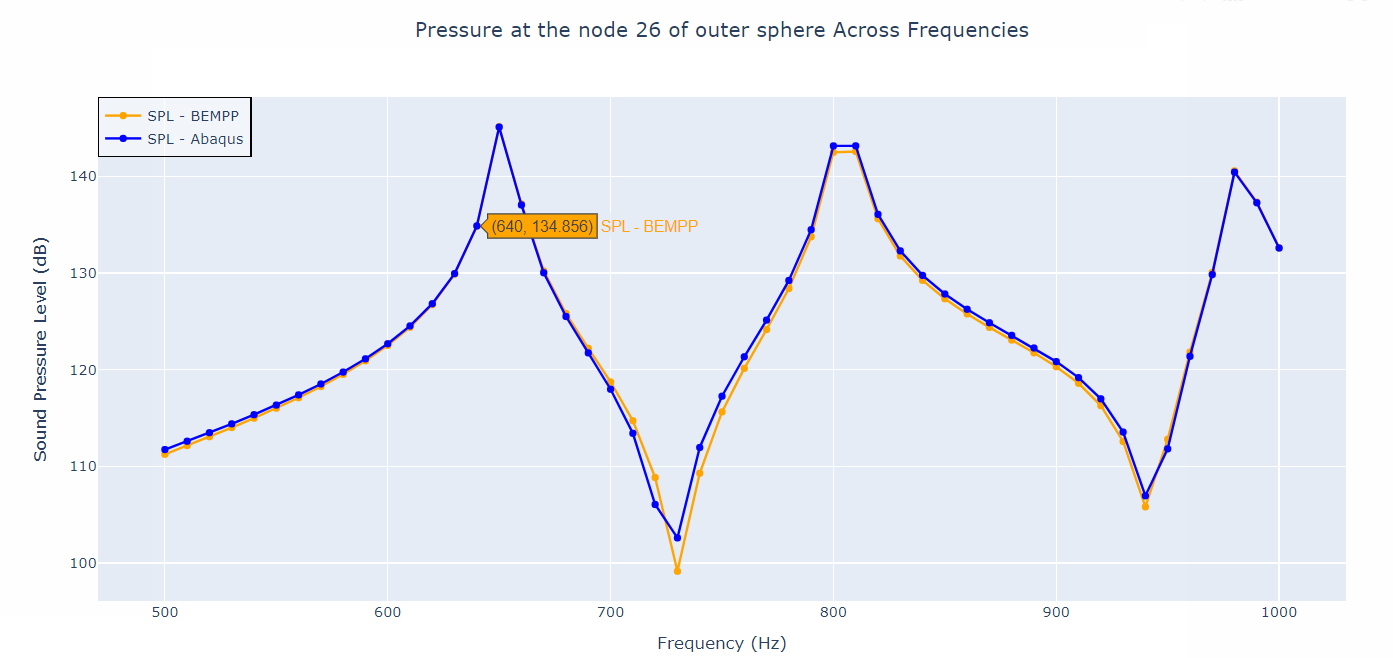 Pressure at the node 26 of outer sphere Across Frequencies
SPL - BEMPP
SPL - Abaqus
140
130
120
110
100
Sound Pressure Level (dB)
(640, 134.856) SPL - BEMPP
500 600 700 800 900 1000
Frequency (Hz)